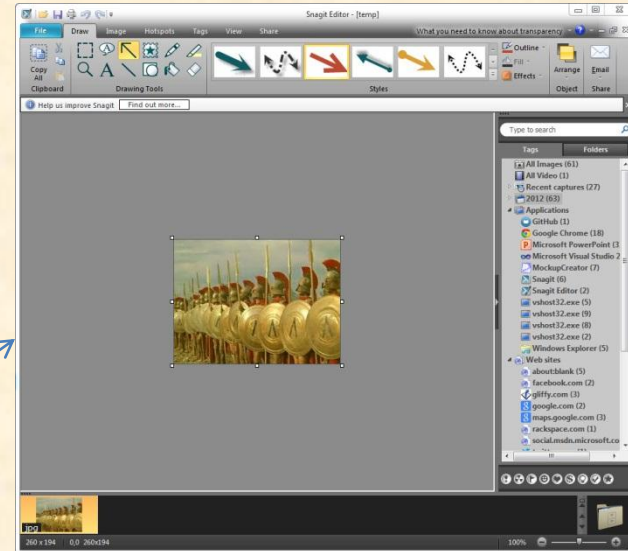 Snagit Editor - [temp]
File Draw Image Hotspots Tags View Share What you need to know about transparency
Copy All
Outline
Fill
Effects
Arrange
Email
Clipboard Drawing Tools Styles Object Share
Help us improve Snagit Find out more...
Type to search
Tags Folders
All Images (61)
All Video (1)
Recent captures (27)
2012 (63)
Applications
GitHub (1)
Google Chrome (18)
Microsoft PowerPoint (3
Microsoft Visual Studio 2
MockupCreator (7)
Snagit (6)
Snagit Editor (2)
vshost32.exe (5)
vshost32.exe (9)
vshost32.exe (8)
vshost32.exe (2)
Windows Explorer (5)
Web sites
about:blank (5)
facebook.com (2)
gliffy.com (3)
google.com (2)
maps.google.com (3)
rackspace.com (1)
social.msdn.microsoft.co
jpg
260 x 194 0,0 260x194 100%